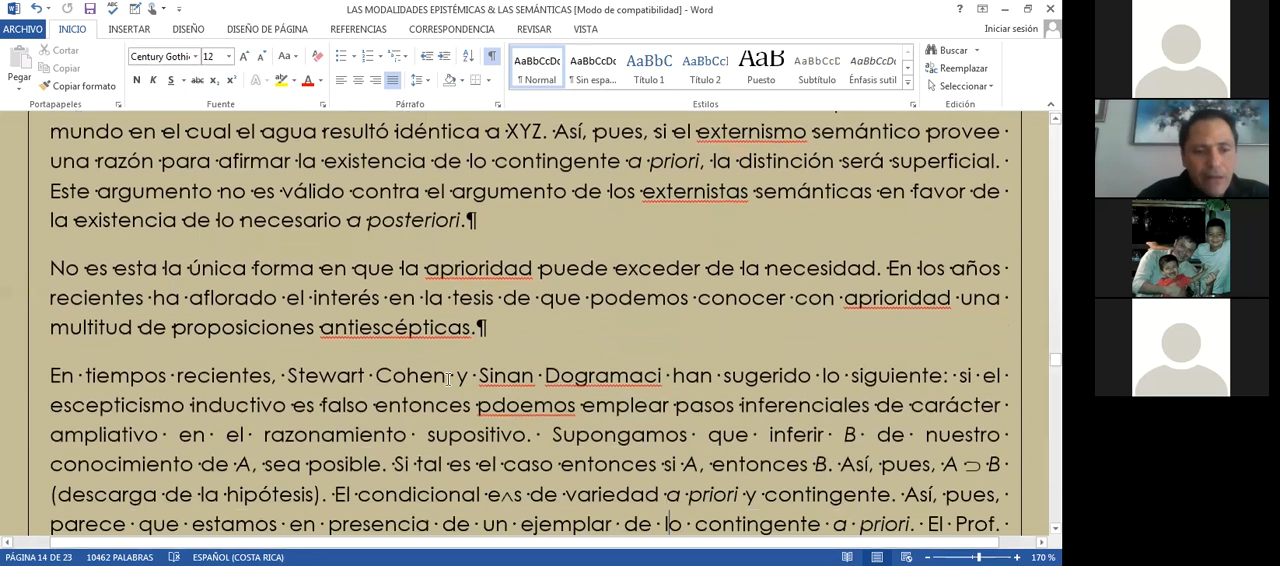 LAS MODALIDADES EPISTÉMICAS & LAS SEMÁNTICAS [Modo de compatibilidad] - Word
ARCHIVO INICIO INSERTAR DISEÑO DISEÑO DE PÁGINA REFERENCIAS CORRESPONDENCIA REVISAR VISTA Iniciar sesión
Pegar
Cortar
Copiar
Copiar formato
Portapapeles
Century Gothi 12
N K S abc x₂ x²
Fuente
Párrafo
AaBbCcDc AaBbCcDc AaBbC AaBbCcl AaB AaBbCcD AaBbCcDc
¶ Normal ¶ Sin espa... Título 1 Título 2 Puesto Subtítulo Énfasis sutil
Estilos
Buscar
Reemplazar
Seleccionar
Edición
mundo en el cual el agua resultó idéntica a XYZ. Así, pues, si el externismo semántico provee
una razón para afirmar la existencia de lo contingente a priori, la distinción será superficial.
Este argumento no es válido contra el argumento de los externistas semánticas en favor de
la existencia de lo necesario a posteriori.¶
No es esta la única forma en que la aprioridad puede exceder de la necesidad. En los años
recientes ha aflorado el interés en la tesis de que podemos conocer con aprioridad una
multitud de proposiciones antiescépticas.¶
En tiempos recientes, Stewart Cohen y Sinan Dogramaci han sugerido lo siguiente: si el
escepticismo inductivo es falso entonces pdoemos emplear pasos inferenciales de carácter
ampliativo en el razonamiento supositivo. Supongamos que inferir B de nuestro
conocimiento de A, sea posible. Si tal es el caso entonces si A, entonces B. Así, pues, A ⊃ B
(descarga de la hipótesis). El condicional e∧s de variedad a priori y contingente. Así, pues,
parece que estamos en presencia de un ejemplar de lo contingente a priori. El Prof.
PÁGINA 14 DE 23 10462 PALABRAS ESPAÑOL (COSTA RICA) 170 %